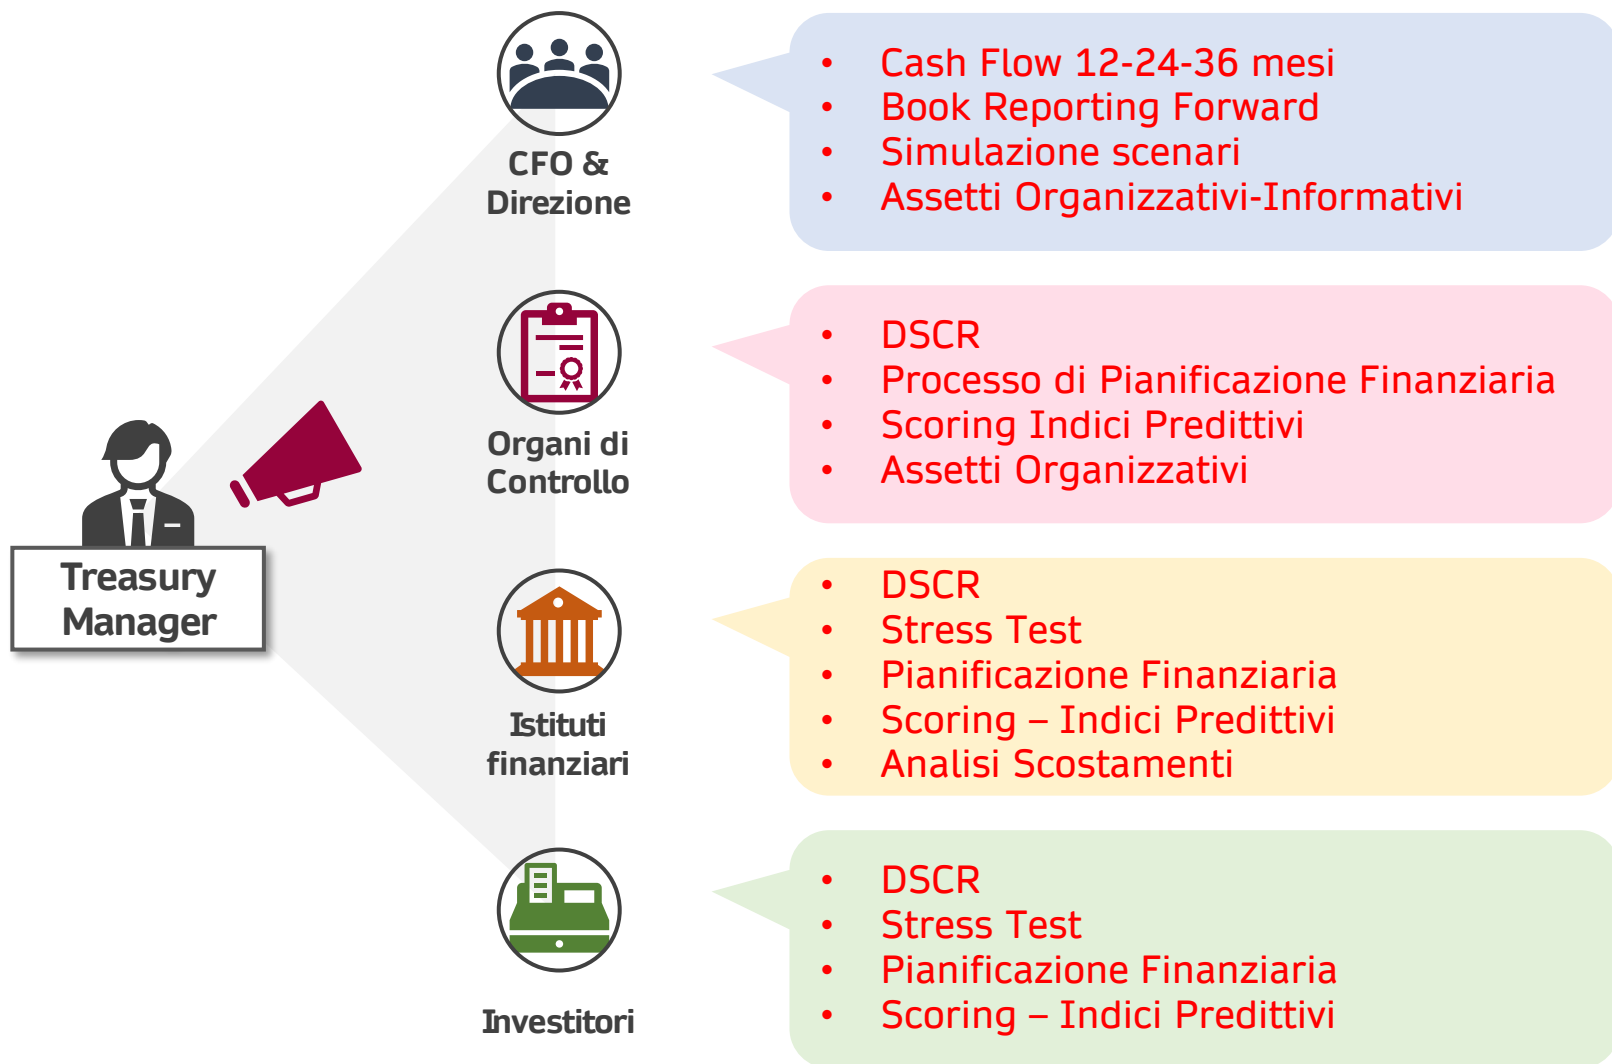 Treasury
Manager
CFO &
Direzione
• Cash Flow 12-24-36 mesi
• Book Reporting Forward
• Simulazione scenari
• Assetti Organizzativi-Informativi
Organi di
Controllo
• DSCR
• Processo di Pianificazione Finanziaria
• Scoring Indici Predittivi
• Assetti Organizzativi
Istituti
finanziari
• DSCR
• Stress Test
• Pianificazione Finanziaria
• Scoring – Indici Predittivi
• Analisi Scostamenti
Investitori
• DSCR
• Stress Test
• Pianificazione Finanziaria
• Scoring – Indici Predittivi